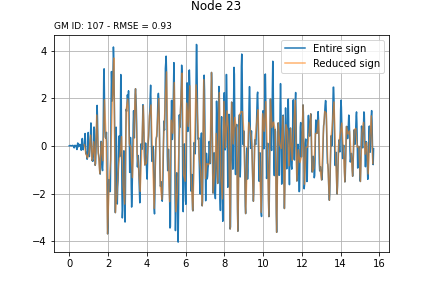 Node 23
GM ID: 107 - RMSE = 0.93
Entire sign
Reduced sign
4
2
0
−2
−4
0 2 4 6 8 10 12 14 16